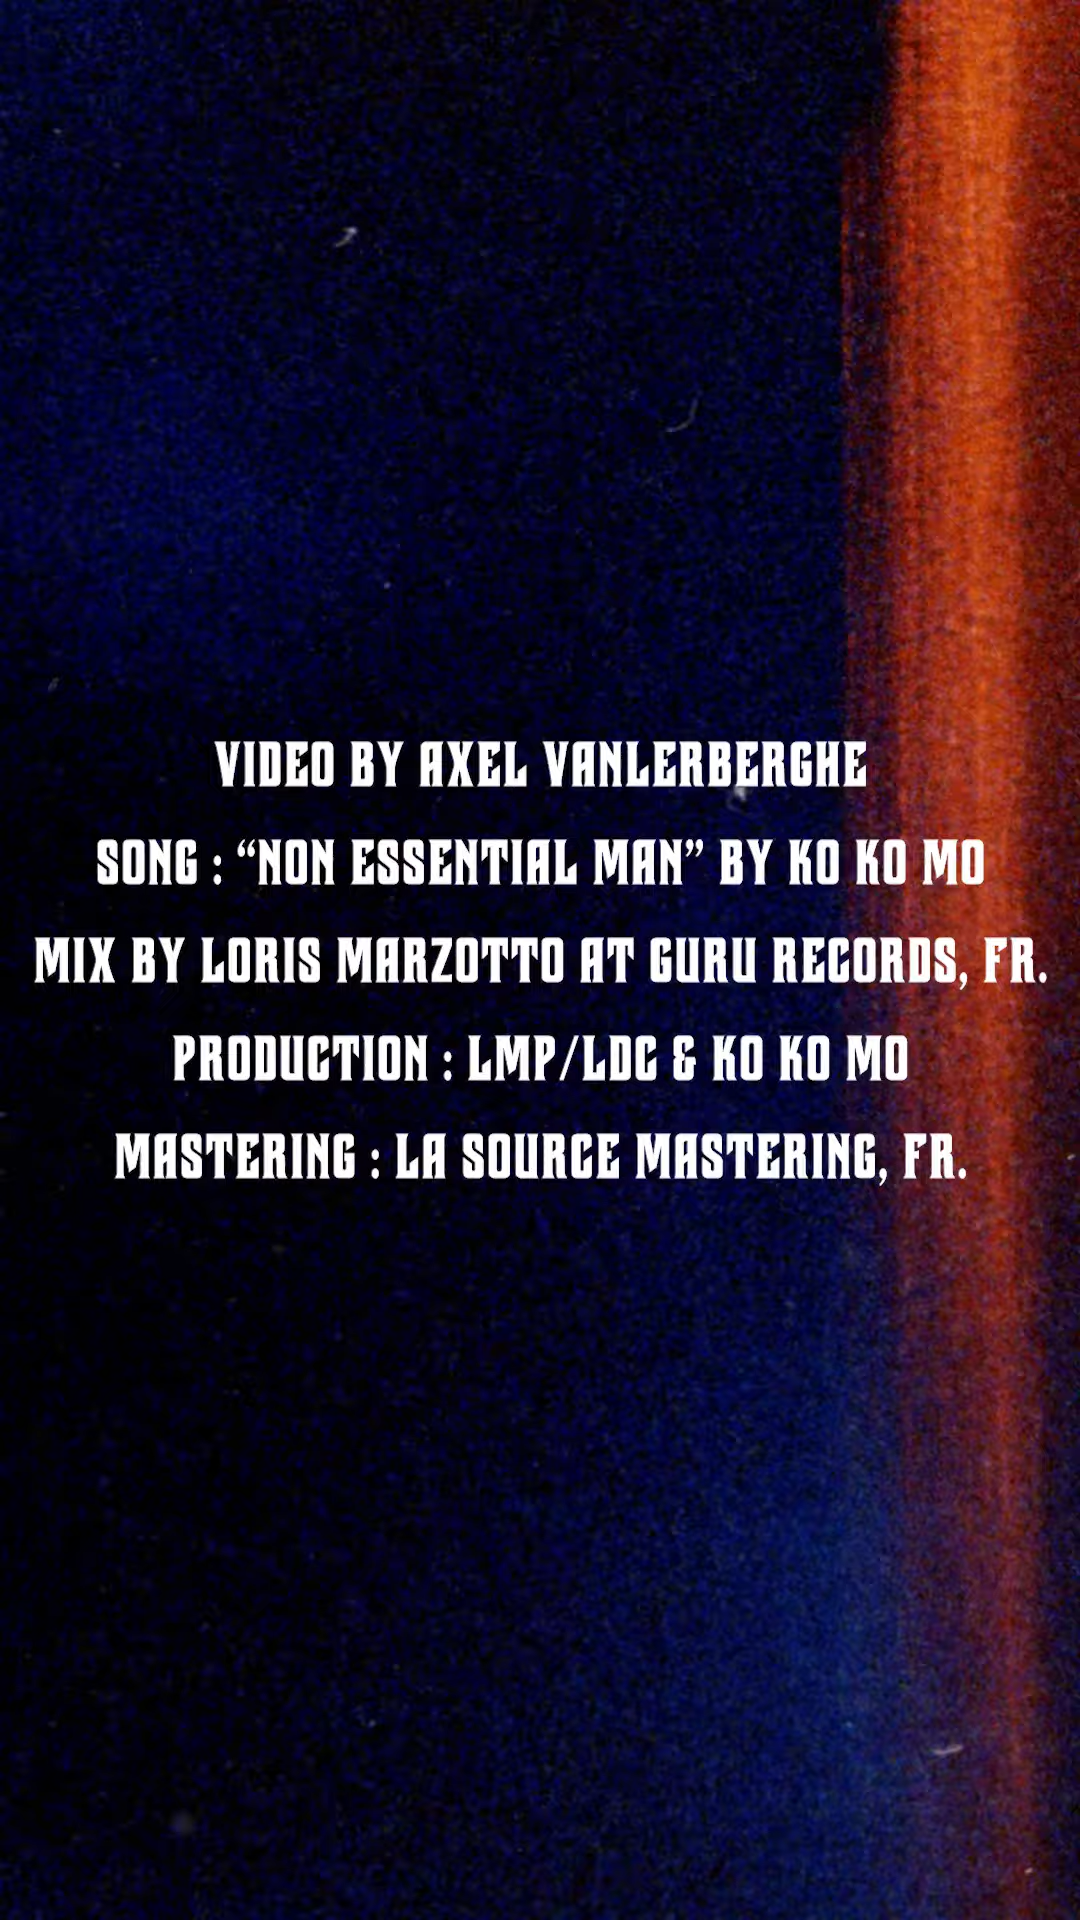 VIDEO BY AXEL VANLERBERGHE
SONG : “NON ESSENTIAL MAN” BY KO KO MO
MIX BY LORIS MARZOTTO AT GURU RECORDS, FR.
PRODUCTION : LMP/LDC & KO KO MO
MASTERING : LA SOURCE MASTERING, FR.